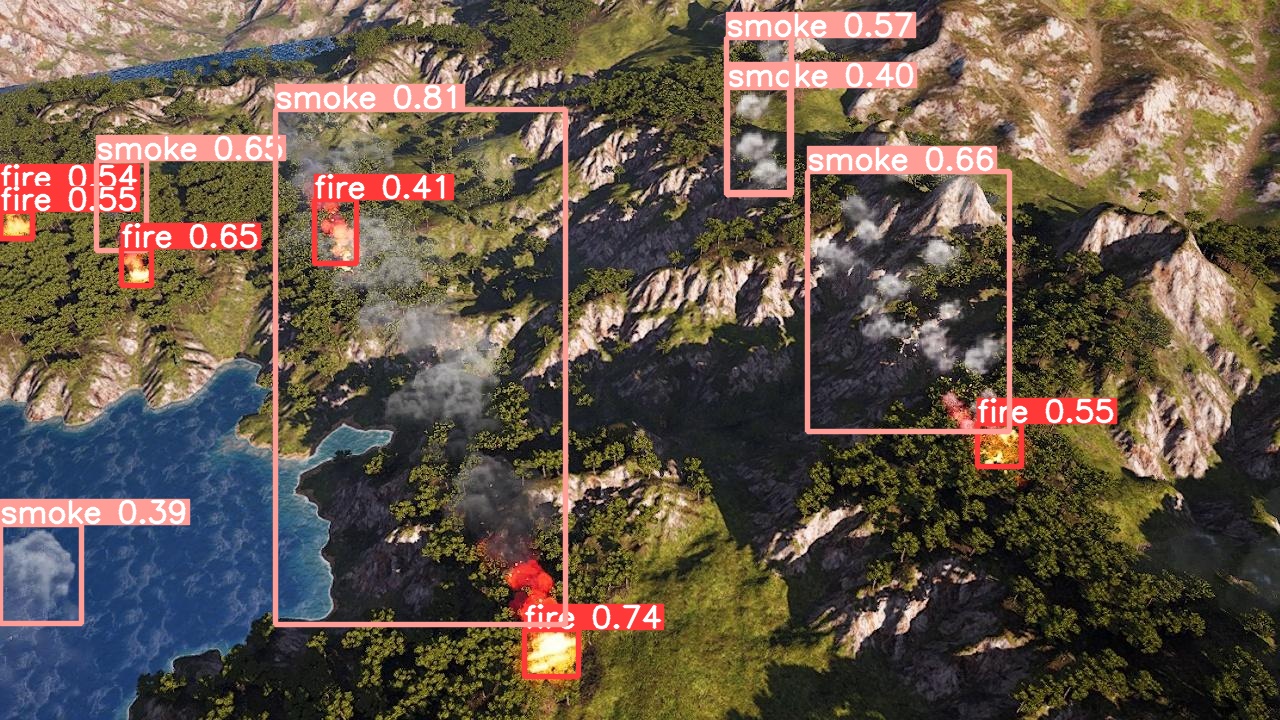 smoke 0.57
smoke 0.40
smoke 0.81
smoke 0.65
smoke 0.66
fire 0.54
fire 0.41
fire 0.55
fire 0.65
fire 0.55
smoke 0.39
fire 0.74